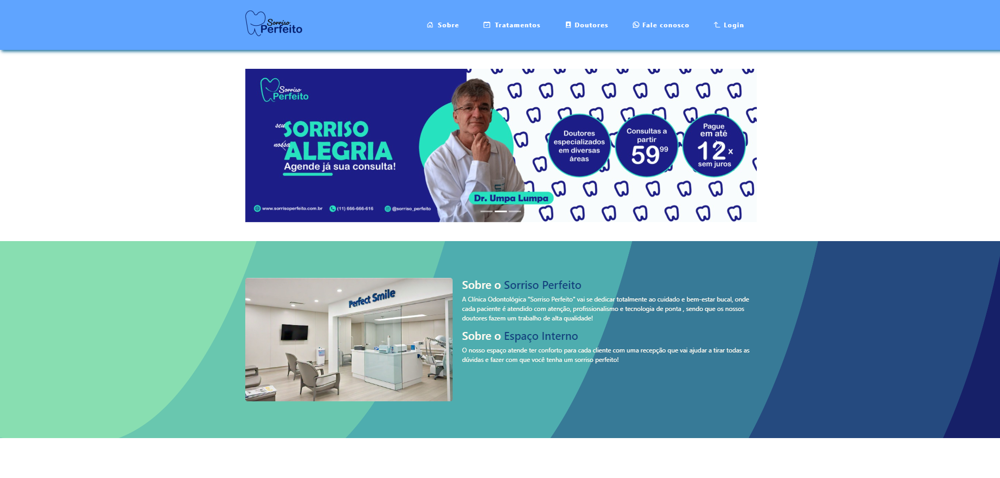 Sorriso
Perfeito
Sobre
Tratamentos
Doutores
Fale conosco
Login
Sorriso
Perfeito
seu SORRISO
nossa ALEGRIA
Agende já sua consulta!
www.sorrisoperfeito.com.br
(11) 666-666-616
@sorriso_perfeito
Dr. Umpa Lumpa
Doutores
especializados
em diversas
áreas
Consultas a
partir
59 99
Pague
em até
12 x
sem juros
Perfect Smile
Sobre o Sorriso Perfeito
A Clínica Odontológica "Sorriso Perfeito" vai se dedicar totalmente ao cuidado e bem-estar bucal, onde
cada paciente é atendido com atenção, profissionalismo e tecnologia de ponta , sendo que os nossos
doutores fazem um trabalho de alta qualidade!
Sobre o Espaço Interno
O nosso espaço atende ter conforto para cada cliente com uma recepção que vai ajudar a tirar todas as
dúvidas e fazer com que você tenha um sorriso perfeito!